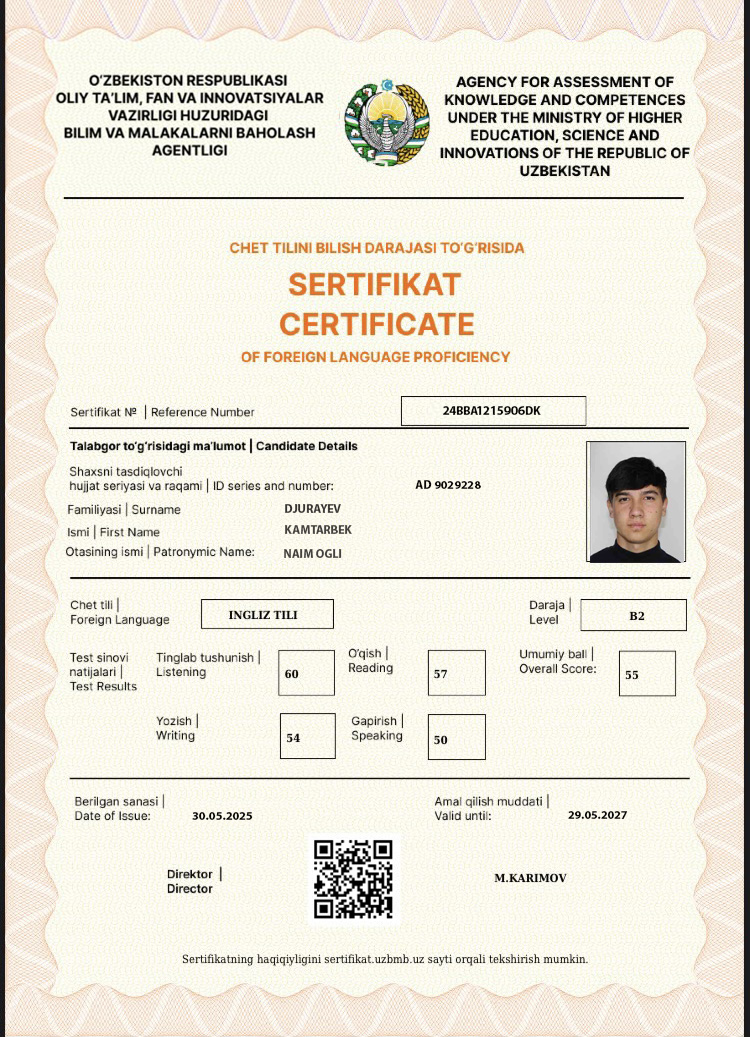 O‘ZBEKISTON RESPUBLIKASI
OLIY TA’LIM, FAN VA INNOVATSIYALAR
VAZIRLIGI HUZURIDAGI
BILIM VA MALAKALARNI BAHOLASH
AGENTLIGI
AGENCY FOR ASSESSMENT OF
KNOWLEDGE AND COMPETENCES
UNDER THE MINISTRY OF HIGHER
EDUCATION, SCIENCE AND
INNOVATIONS OF THE REPUBLIC OF
UZBEKISTAN
CHET TILINI BILISH DARAJASI TO‘G‘RISIDA
SERTIFIKAT
CERTIFICATE
OF FOREIGN LANGUAGE PROFICIENCY
Sertifikat № | Reference Number 24BBA1215906DK
Talabgor to‘g‘risidagi ma’lumot | Candidate Details
Shaxsni tasdiqlovchi
hujjat seriyasi va raqami | ID series and number: AD 9029228
Familiyasi | Surname DJURAYEV
Ismi | First Name KAMTARBEK
Otasining ismi | Patronymic Name: NAIM OGLI
Chet tili |
Foreign Language
INGLIZ TILI
Daraja |
Level
B2
Test sinovi
natijalari |
Test Results
Tinglab tushunish |
Listening
60
O‘qish |
Reading
57
Umumiy ball |
Overall Score:
55
Yozish |
Writing
54
Gapirish |
Speaking
50
Berilgan sanasi |
Date of Issue: 30.05.2025
Amal qilish muddati |
Valid until: 29.05.2027
Direktor |
Director
M.KARIMOV
Sertifikatning haqiqiyligini sertifikat.uzbmb.uz sayti orqali tekshirish mumkin.